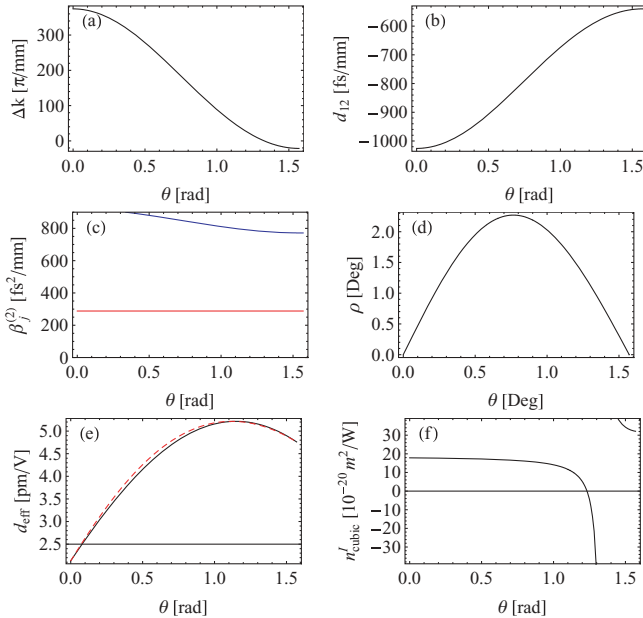 (a)
Δk [π/mm]
300
200
100
0
0.0 0.5 1.0 1.5
θ [rad]
(b)
d₁₂ [fs/mm]
−600
−700
−800
−900
−1000
0.0 0.5 1.0 1.5
θ [rad]
(c)
β_j^(2) [fs²/mm]
800
600
400
200
0
0.0 0.5 1.0 1.5
θ [rad]
(d)
ρ [Deg]
2.0
1.5
1.0
0.5
0.0
0.0 0.5 1.0 1.5
θ [Deg]
(e)
d_eff [pm/V]
5.0
4.5
4.0
3.5
3.0
2.5
0.0 0.5 1.0 1.5
θ [rad]
(f)
n^I_cubic [10⁻²⁰ m²/W]
30
20
10
0
−10
−20
−30
0.0 0.5 1.0 1.5
θ [rad]